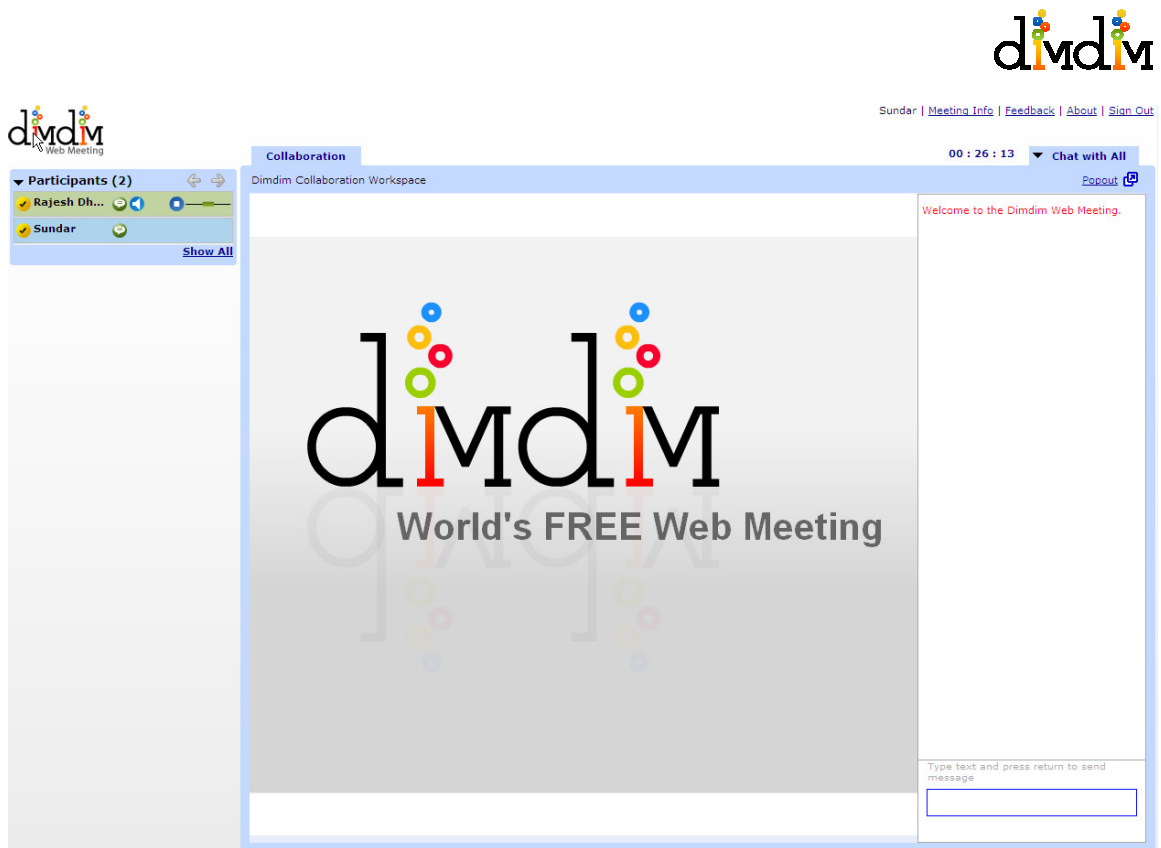 dimdim
Sundar | Meeting Info | Feedback | About | Sign Out
dimdim
Web Meeting
Collaboration
00 : 26 : 13
Chat with All
Participants (2)
Dimdim Collaboration Workspace
Popout
Rajesh Dh...
Sundar
Show All
Welcome to the Dimdim Web Meeting.
dimdim
World's FREE Web Meeting
Type text and press return to send
message